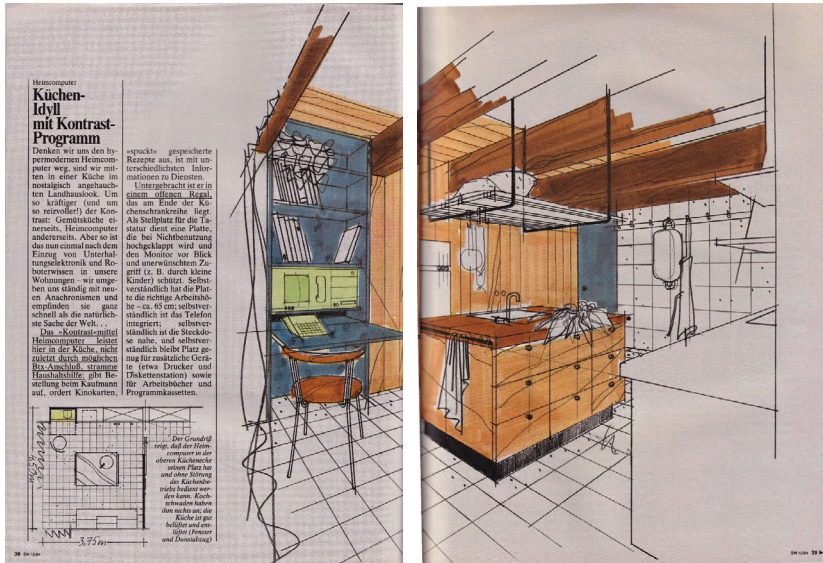 Heimcomputer
Küchen-
Idyll
mit Kontrast-
Programm
Denken wir uns den hy-
permodernen Heimcom-
puter weg, sind wir mit-
ten in einer Küche im
nostalgisch angehauch-
ten Landhauslook. Um
so kräftiger (und um
so reizvoller!) der Kon-
trast: Gemütsküche ei-
nerseits, Heimcomputer
andererseits. Aber so ist
das nun einmal nach dem
Einzug von Unterhal-
tungselektronik und Ro-
boterwissen in unsere
Wohnungen – wir umge-
ben uns ständig mit neu-
en Anachronismen und
empfinden sie ganz
schnell als die natürlich-
ste Sache der Welt. . .
Das »Kontrast«mittel
Heimcomputer leistet
hier in der Küche, nicht
zuletzt durch möglichen
Btx-Anschluß, stramme
Haushaltshilfe: gibt Be-
stellung beim Kaufmann
auf, ordert Kinokarten,
»spuckt« gespeicherte
Rezepte aus, ist mit un-
terschiedlichsten Infor-
mationen zu Diensten.
Untergebracht ist er in
einem offenen Regal,
das am Ende der Kü-
chenschrankreihe liegt.
Als Stellplatz für die Ta-
statur dient eine Platte,
die bei Nichtbenutzung
hochgeklappt wird und
den Monitor vor Blick
und unerwünschtem Zu-
griff (z. B. durch kleine
Kinder) schützt. Selbst-
verständlich hat die Plat-
te die richtige Arbeitshö-
he – ca. 65 cm; selbstver-
ständlich ist das Telefon
integriert; selbstver-
ständlich ist die Steckdo-
se nahe, und selbstver-
ständlich bleibt Platz ge-
nug für zusätzliche Gerä-
te (etwa Drucker und
Diskettenstation) sowie
für Arbeitsbücher und
Programmkassetten.
Der Grundriß
zeigt, daß der Heim-
computer in der
oberen Küchenecke
seinen Platz hat
und ohne Störung
des Küchenbe-
triebs bedient wer-
den kann. Koch-
schwaden haben
ihm nichts an; die
Küche ist gut
belüftet und ent-
lüftet (Fenster
und Dunstabzug)
3,75m
38 SW 10/84
SW 10/84 39